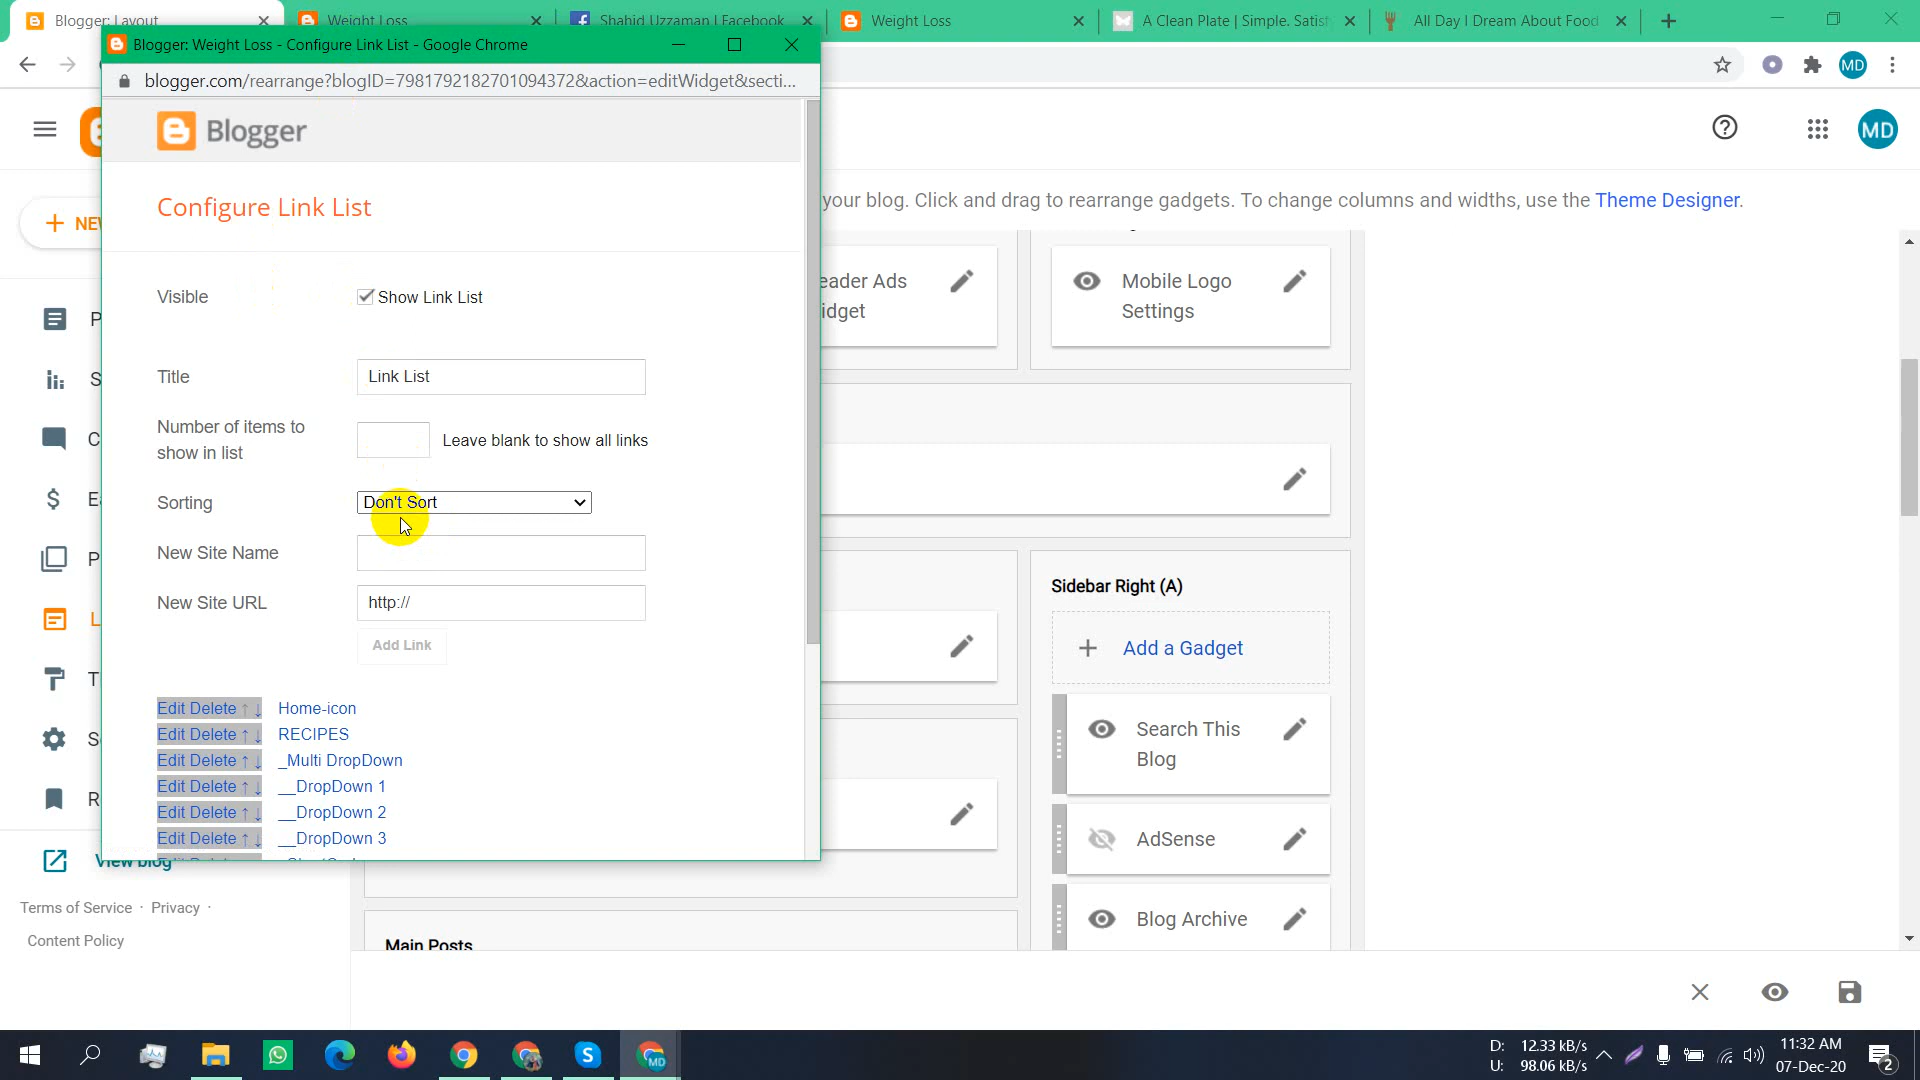 Blogger: Layout
Weight Loss
Shahid Uzzaman | Facebook
Weight Loss
A Clean Plate | Simple. Satisf
All Day I Dream About Food
Blogger: Weight Loss - Configure Link List - Google Chrome
blogger.com/rearrange?blogID=7981792182701094372&action=editWidget&secti...
MD
Blogger
MD
Configure Link List
your blog. Click and drag to rearrange gadgets. To change columns and widths, use the Theme Designer.
NEW
Visible
Show Link List
Title
Link List
Number of items to
show in list
Leave blank to show all links
Sorting
Don't Sort
New Site Name
New Site URL
http://
Add Link
Edit Delete ↑ ↓ Home-icon
Edit Delete ↑ ↓ RECIPES
Edit Delete ↑ ↓ _Multi DropDown
Edit Delete ↑ ↓ __DropDown 1
Edit Delete ↑ ↓ __DropDown 2
Edit Delete ↑ ↓ __DropDown 3
eader Ads
idget
Mobile Logo
Settings
Sidebar Right (A)
Add a Gadget
Search This
Blog
AdSense
Blog Archive
Main Posts
View blog
Terms of Service · Privacy ·
Content Policy
D: 12.33 kB/s
U: 98.06 kB/s
11:32 AM
07-Dec-20
2